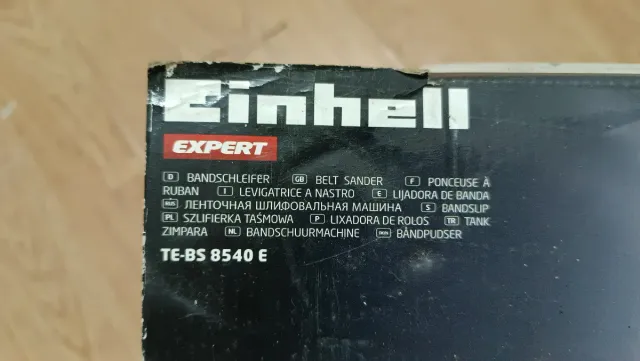 Einhell
EXPERT
D BANDSCHLEIFER GB BELT SANDER F PONCEUSE À
RUBAN I LEVIGATRICE A NASTRO E LIJADORA DE BANDA
RUS ЛЕНТОЧНАЯ ШЛИФОВАЛЬНАЯ МАШИНА S BANDSLIP
PL SZLIFIERKA TAŚMOWA P LIXADORA DE ROLOS TR TANK
ZIMPARA NL BANDSCHUURMACHINE DKN BÅNDPUDSER
TE-BS 8540 E